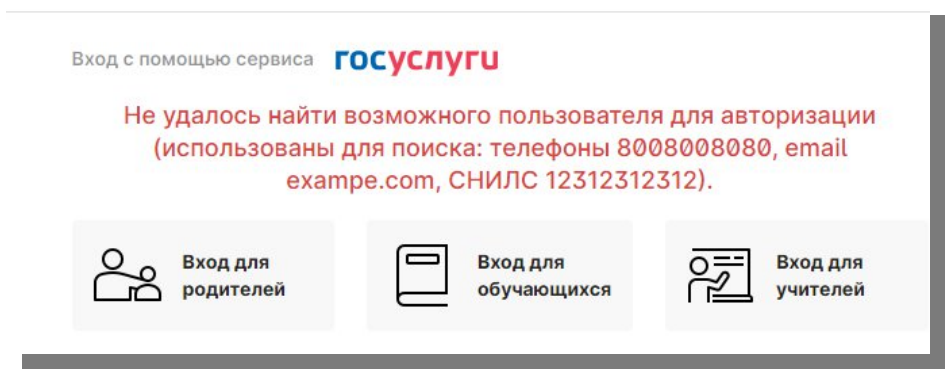 Вход с помощью сервиса госуслуги
Не удалось найти возможного пользователя для авторизации
(использованы для поиска: телефоны 8008008080, email
exampe.com, СНИЛС 12312312312).
Вход для
родителей
Вход для
обучающихся
Вход для
учителей